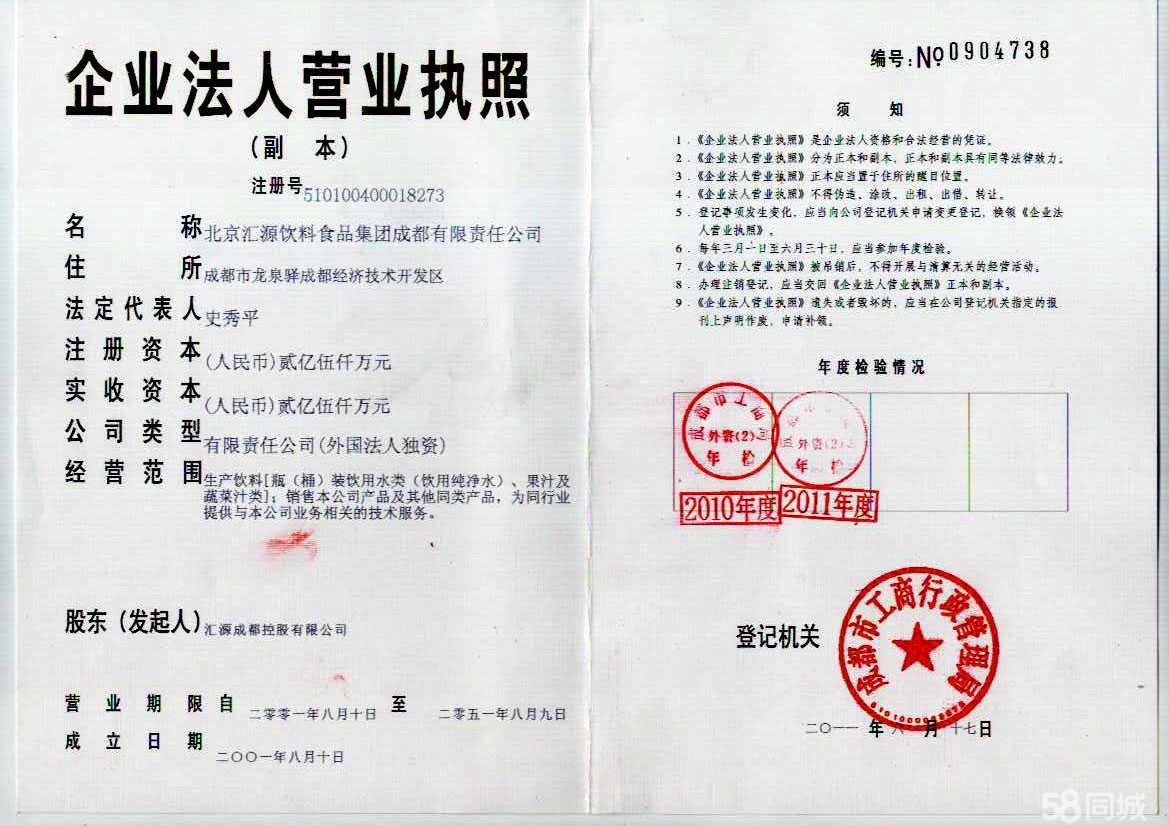 企业法人营业执照
(副 本)
注册号 510100400018273
名 称 北京汇源饮料食品集团成都有限责任公司
住 所 成都市龙泉驿成都经济技术开发区
法定代表人 史秀平
注册资本 (人民币)贰亿伍仟万元
实收资本 (人民币)贰亿伍仟万元
公司类型 有限责任公司(外国法人独资)
经营范围 生产饮料[瓶（桶）装饮用水类（饮用纯净水）、果汁及
蔬菜汁类]；销售本公司产品及其他同类产品，为同行业
提供与本公司业务相关的技术服务。
股东（发起人） 汇源成都控股有限公司
营业期限自 二零零一年八月十日 至 二零五一年八月九日
成立日期 二〇〇一年八月十日
编号:No 0904738
须 知
1．《企业法人营业执照》是企业法人资格和合法经营的凭证。
2．《企业法人营业执照》分为正本和副本，正本和副本具有同等法律效力。
3．《企业法人营业执照》正本应当置于住所的醒目位置。
4．《企业法人营业执照》不得伪造、涂改、出租、出借、转让。
5．登记事项发生变化，应当向公司登记机关申请变更登记，换领《企业法
人营业执照》。
6．每年三月一日至六月三十日，应当参加年度检验。
7．《企业法人营业执照》被吊销后，不得开展与清算无关的经营活动。
8．办理注销登记，应当交回《企业法人营业执照》正本和副本。
9．《企业法人营业执照》遗失或者毁坏的，应当在公司登记机关指定的报
刊上声明作废，申请补领。
年度检验情况
成都市工商局
外资(2)
年检
2010年度
外资(2)
年检
2011年度
登记机关
成都市工商行政管理局
二〇一一年六月十七日
58同城